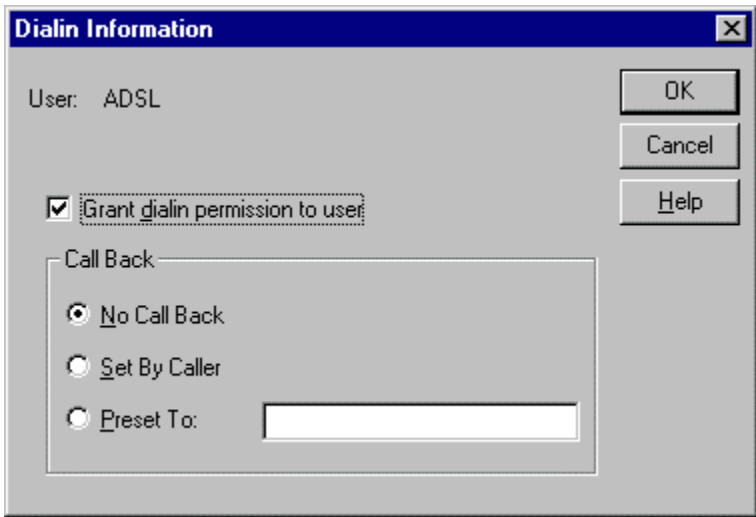 Dialin Information
User: ADSL
OK
Cancel
Grant dialin permission to user
Help
Call Back
No Call Back
Set By Caller
Preset To: